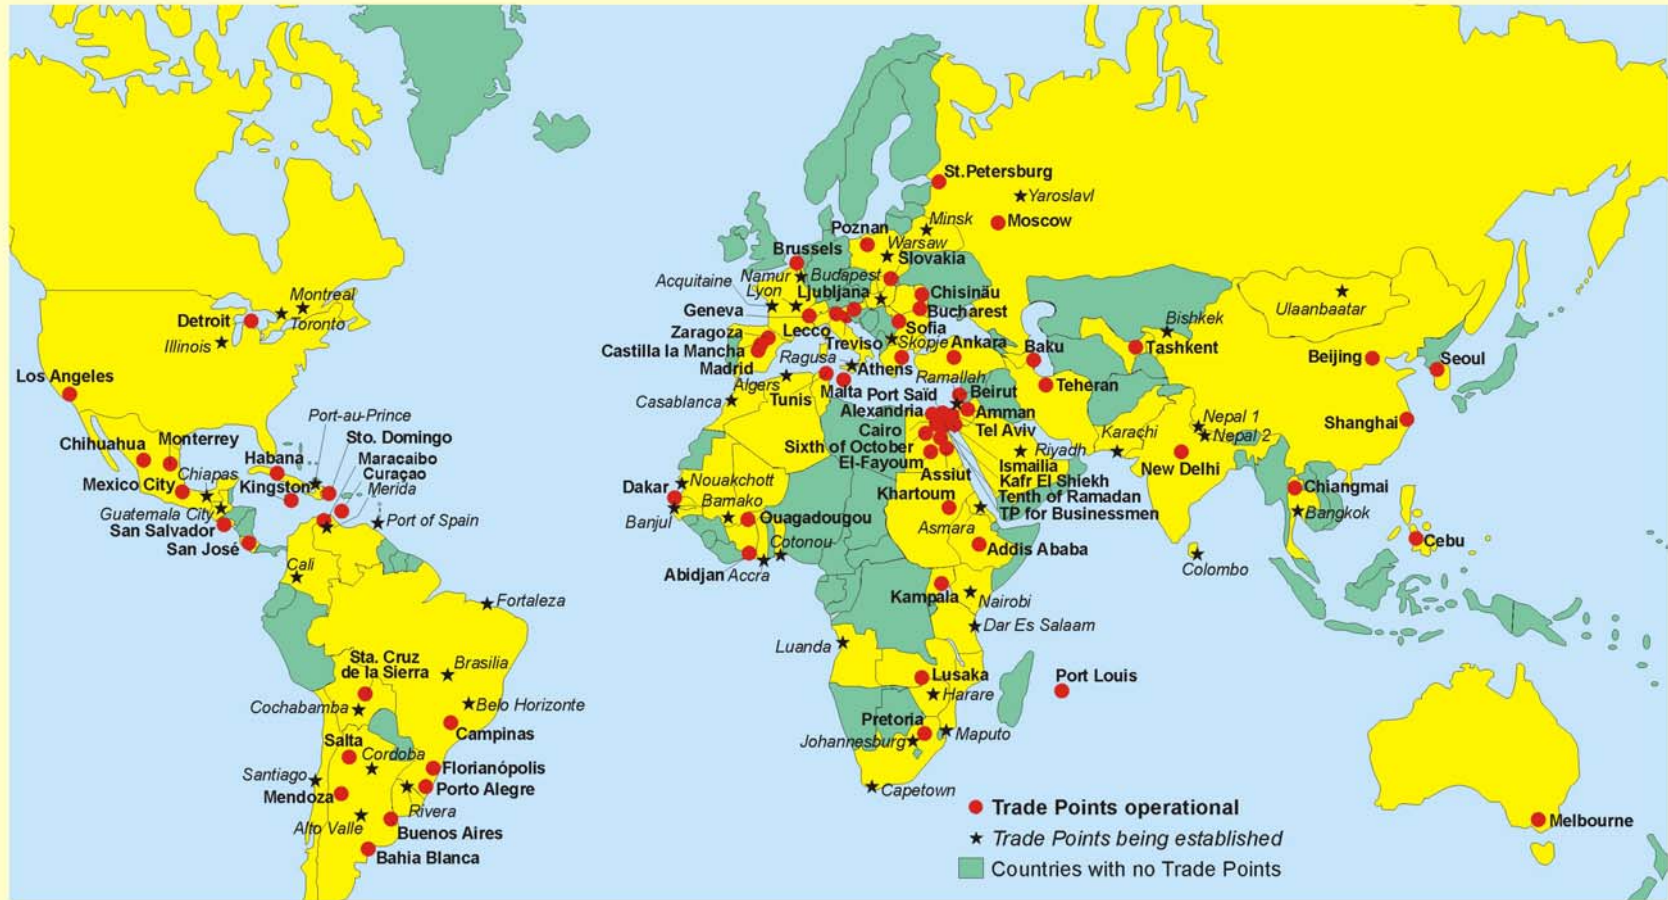 St.Petersburg
Yaroslavl
Moscow
Minsk
Poznan
Warsaw
Brussels
Slovakia
Acquitaine
Namur
Budapest
Lyon
Ljubljana
Chisinäu
Geneva
Bucharest
Zaragoza
Lecco
Sofia
Castilla la Mancha
Treviso
Skopje
Ankara
Baku
Madrid
Ragusa
Athens
Algers
Ramallah
Teheran
Casablanca
Tunis
Malta
Port Saïd
Beirut
Alexandria
Amman
Cairo
Tel Aviv
Sixth of October
Riyadh
El-Fayoum
Ismailia
Assiut
Kafr El Shiekh
Tenth of Ramadan
TP for Businessmen
Khartoum
Asmara
Addis Ababa
Montreal
Toronto
Detroit
Illinois
Los Angeles
Port-au-Prince
Chihuahua
Monterrey
Sto. Domingo
Habana
Maracaibo
Chiapas
Curaçao
Mexico City
Kingston
Merida
Guatemala City
Port of Spain
San Salvador
San José
Cali
Fortaleza
Sta. Cruz
de la Sierra
Brasilia
Cochabamba
Belo Horizonte
Campinas
Salta
Cordoba
Santiago
Florianópolis
Mendoza
Porto Alegre
Rivera
Alto Valle
Buenos Aires
Bahia Blanca
Nouakchott
Dakar
Bamako
Banjul
Ouagadougou
Cotonou
Abidjan
Accra
Kampala
Nairobi
Dar Es Salaam
Luanda
Lusaka
Harare
Port Louis
Pretoria
Johannesburg
Maputo
Capetown
Ulaanbaatar
Bishkek
Tashkent
Beijing
Seoul
Shanghai
Nepal 1
Nepal 2
Karachi
New Delhi
Chiangmai
Bangkok
Cebu
Colombo
Melbourne
Trade Points operational
Trade Points being established
Countries with no Trade Points